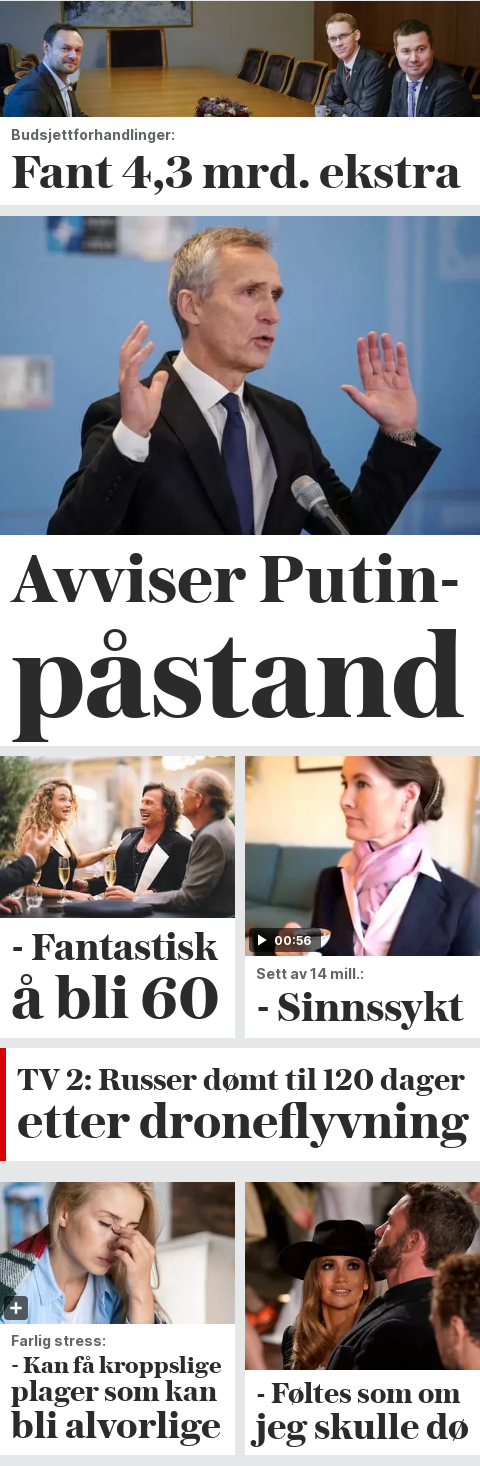 Budsjettforhandlinger:
Fant 4,3 mrd. ekstra
Avviser Putin-
påstand
- Fantastisk
å bli 60
00:56
Sett av 14 mill.:
- Sinnssykt
TV 2: Russer dømt til 120 dager
etter droneflyvning
Farlig stress:
- Kan få kroppslige
plager som kan
bli alvorlige
- Føltes som om
jeg skulle dø